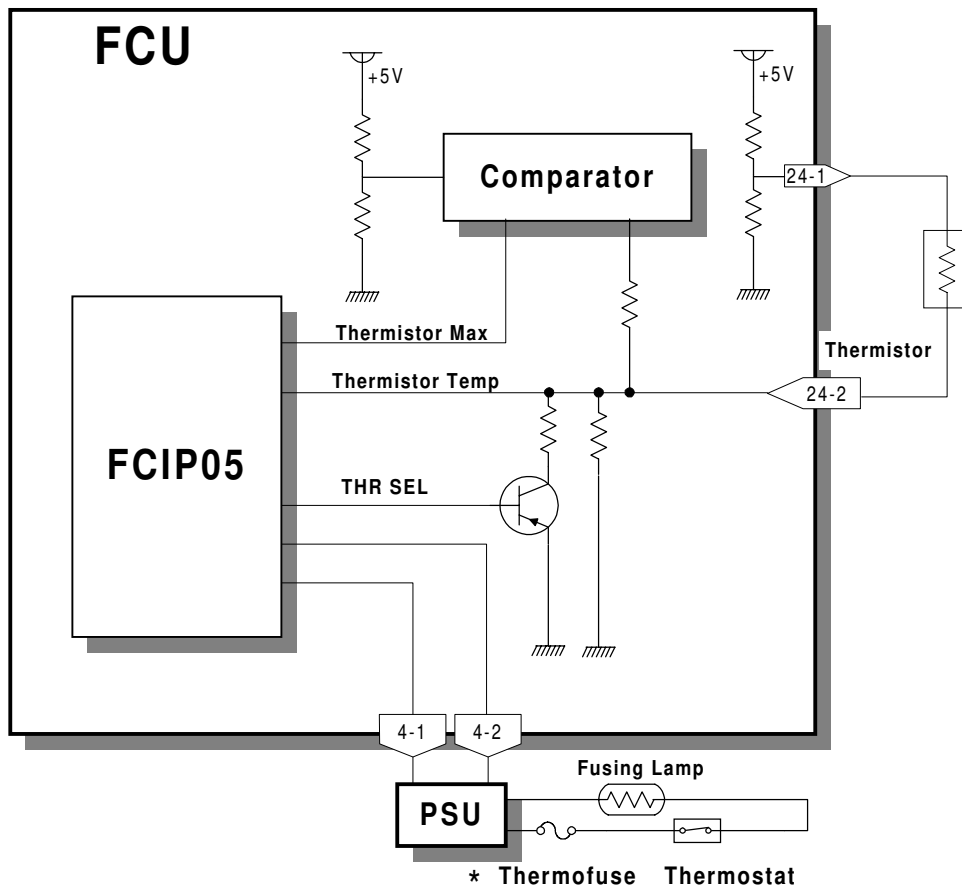 FCU
+5V
+5V
Comparator
24-1
Thermistor Max
Thermistor
Thermistor Temp
24-2
FCIP05
THR SEL
4-1
4-2
Fusing Lamp
PSU
* Thermofuse Thermostat